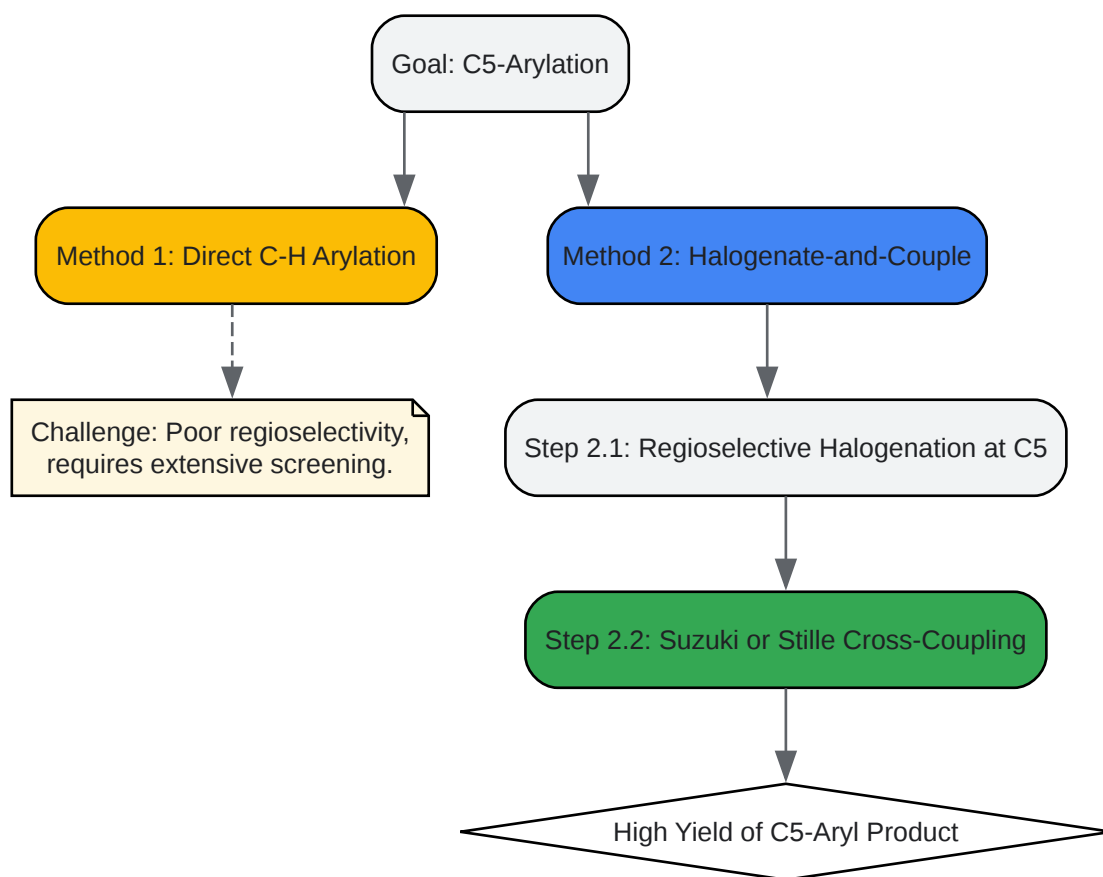 Goal: C5-Arylation
Method 1: Direct C-H Arylation
Method 2: Halogenate-and-Couple
Challenge: Poor regioselectivity,
requires extensive screening.
Step 2.1: Regioselective Halogenation at C5
Step 2.2: Suzuki or Stille Cross-Coupling
High Yield of C5-Aryl Product